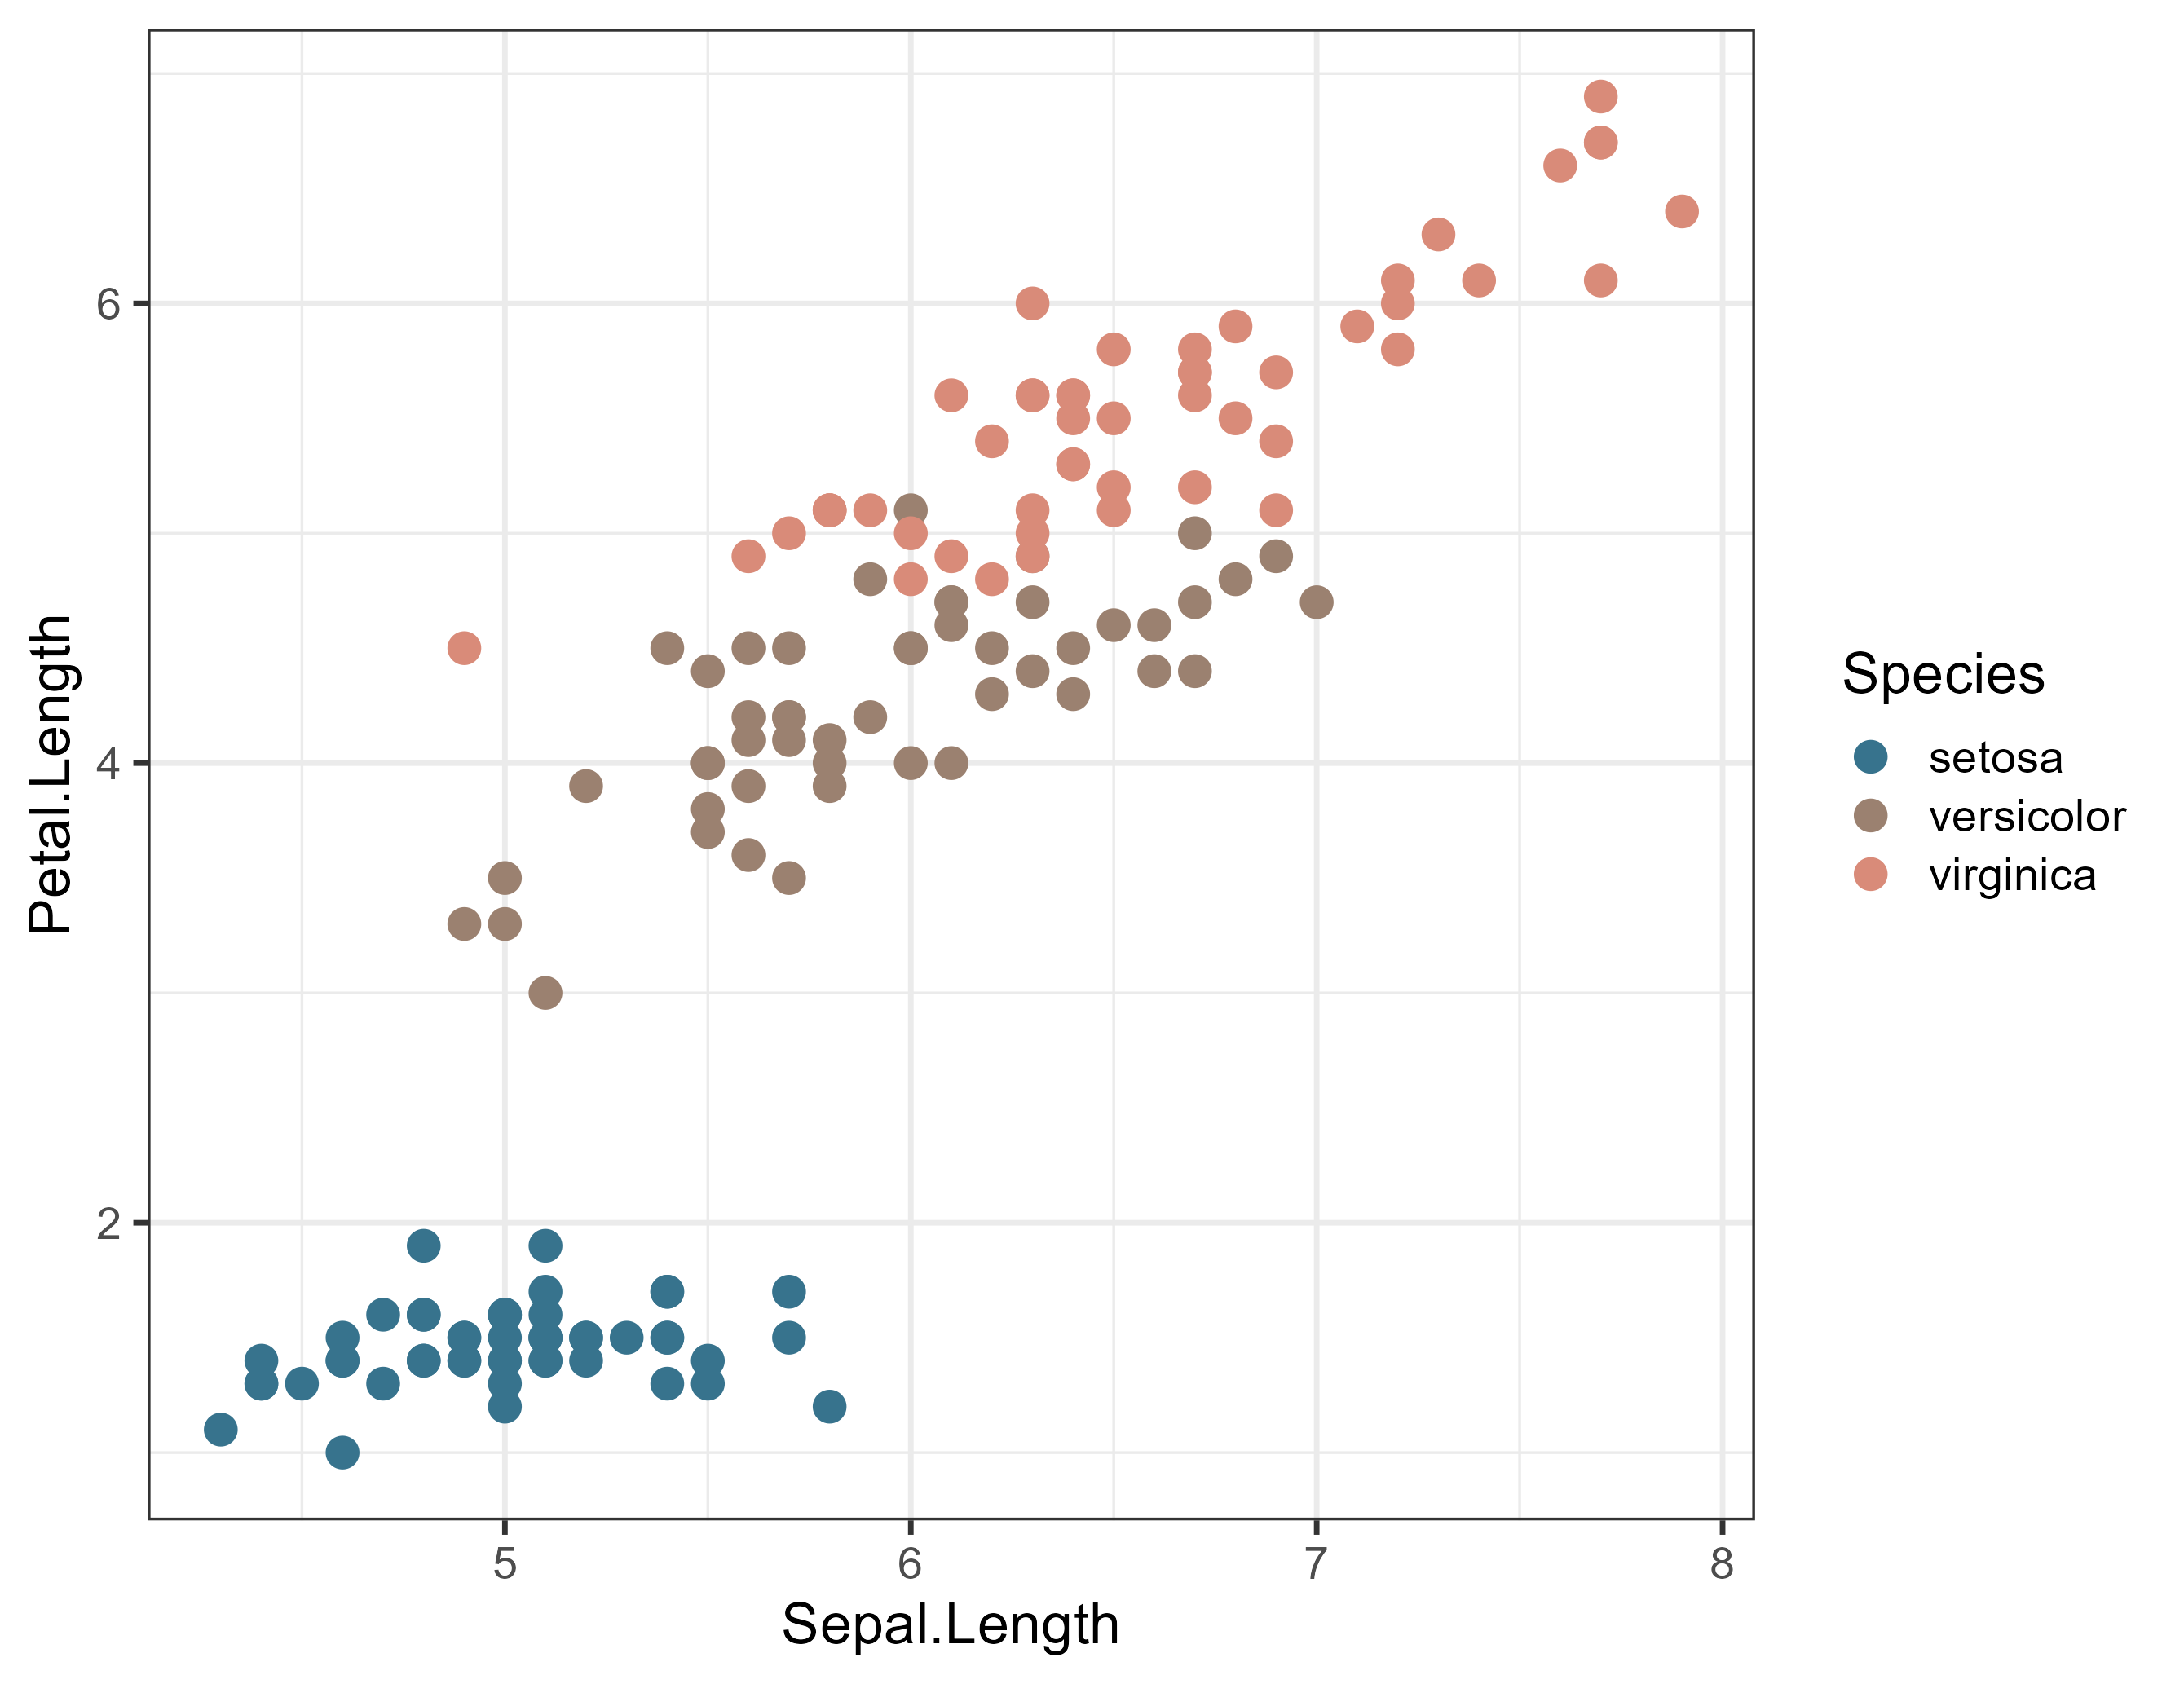 Petal.Length
6
4
2
5 6 7 8
Sepal.Length
Species
setosa
versicolor
virginica